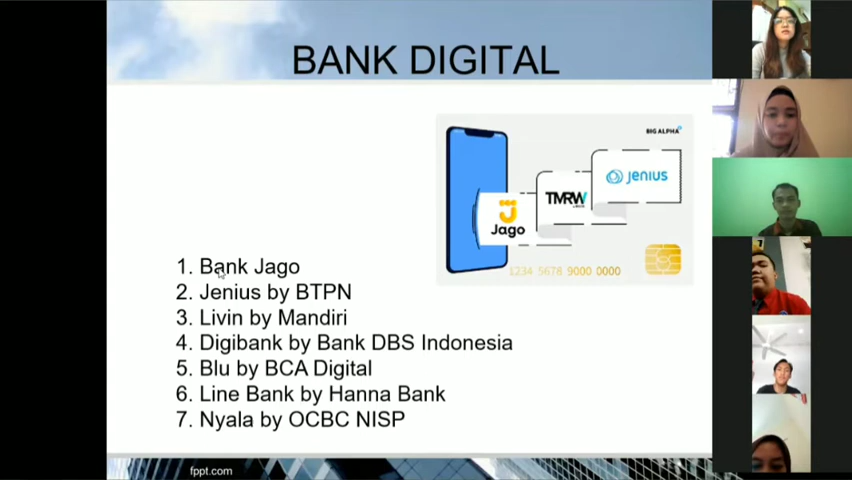 BANK DIGITAL
BIG ALPHA
Jenius
TMRW
Jago
1234 5678 9000 0000
1. Bank Jago
2. Jenius by BTPN
3. Livin by Mandiri
4. Digibank by Bank DBS Indonesia
5. Blu by BCA Digital
6. Line Bank by Hanna Bank
7. Nyala by OCBC NISP
fppt.com